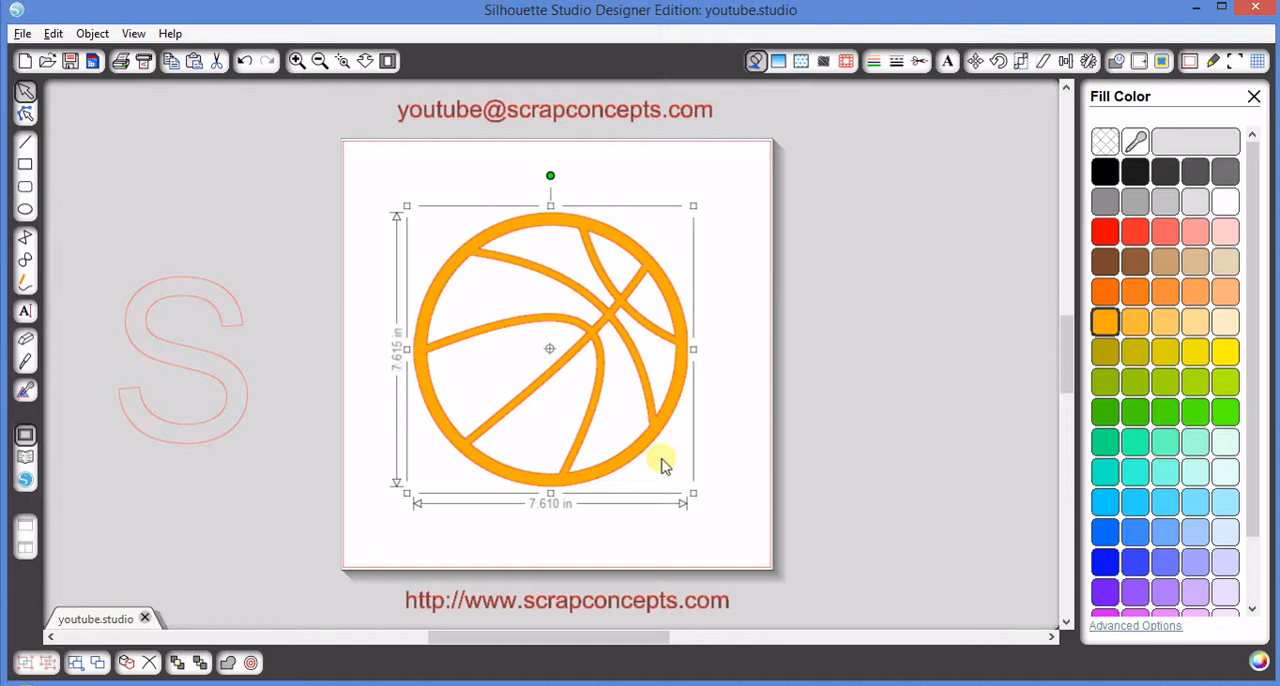 Silhouette Studio Designer Edition: youtube.studio
File Edit Object View Help
Fill Color
youtube@scrapconcepts.com
S
7.615 in
7.610 in
http://www.scrapconcepts.com
youtube.studio
Advanced Options